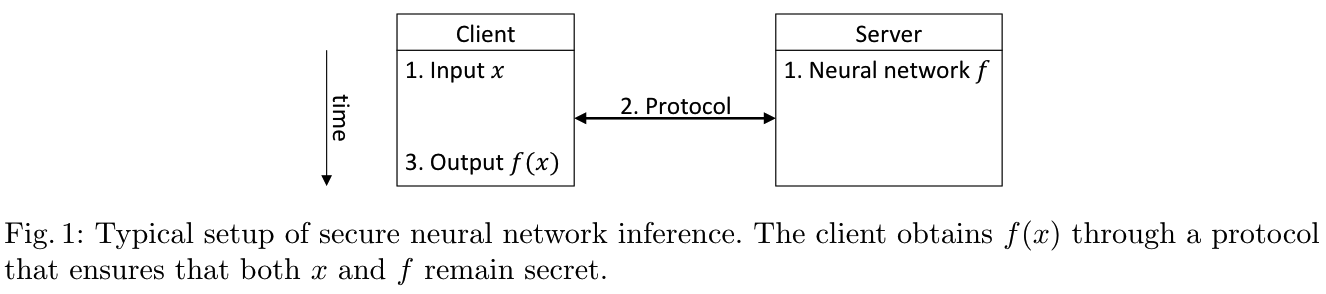 Client
Server
1. Input x
1. Neural network f
time
2. Protocol
3. Output f(x)
Fig. 1: Typical setup of secure neural network inference. The client obtains f(x) through a protocol
that ensures that both x and f remain secret.